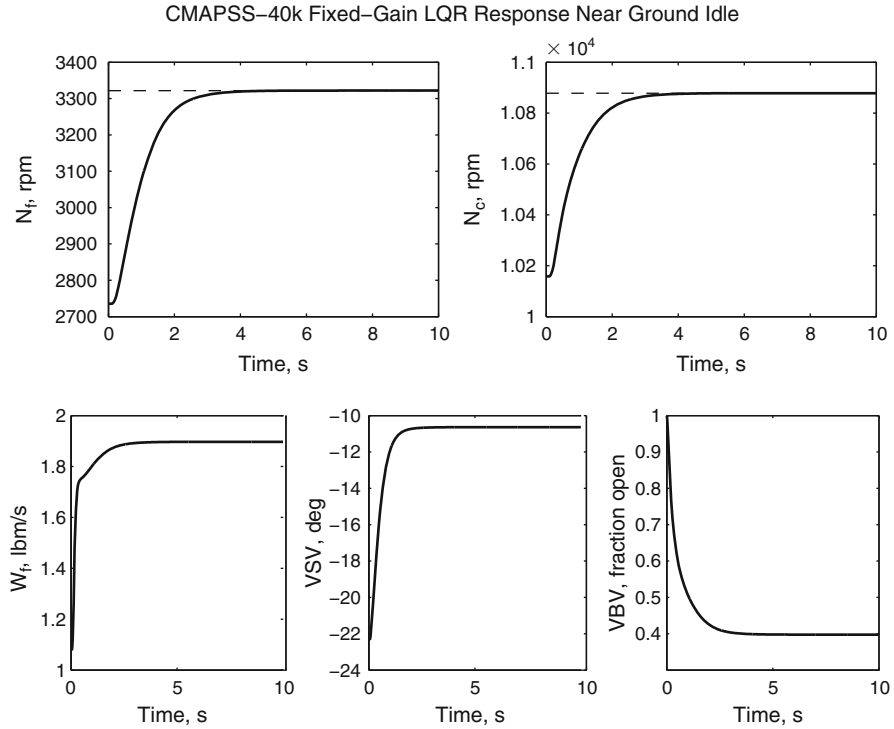 CMAPSS−40k Fixed−Gain LQR Response Near Ground Idle
3400
3300
3200
3100
3000
2900
2800
2700
N_f, rpm
0 2 4 6 8 10
Time, s
× 10^4
1.1
1.08
1.06
1.04
1.02
1
N_c, rpm
0 2 4 6 8 10
Time, s
2
1.8
1.6
1.4
1.2
1
W_f, lbm/s
0 5 10
Time, s
−10
−12
−14
−16
−18
−20
−22
−24
VSV, deg
0 5 10
Time, s
1
0.9
0.8
0.7
0.6
0.5
0.4
VBV, fraction open
0 5 10
Time, s